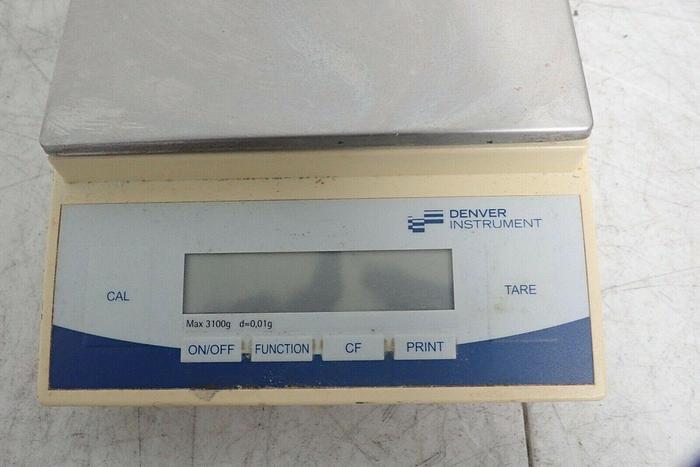 DENVER
INSTRUMENT
CAL
TARE
Max 3100g d=0,01g
ON/OFF FUNCTION CF PRINT